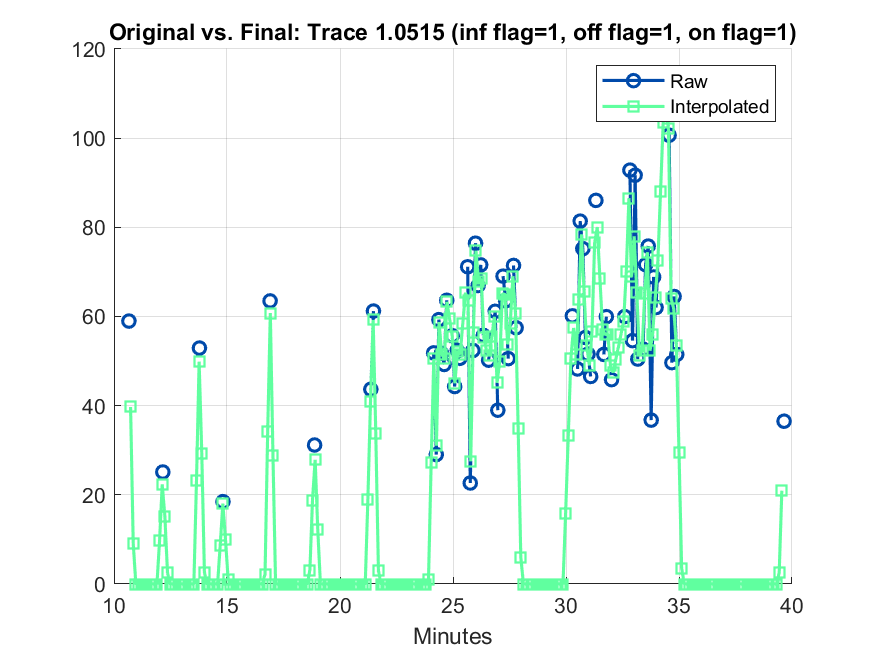 Original vs. Final: Trace 1.0515 (inf flag=1, off flag=1, on flag=1)
120
100
80
60
40
20
0
Raw
Interpolated
10 15 20 25 30 35 40
Minutes